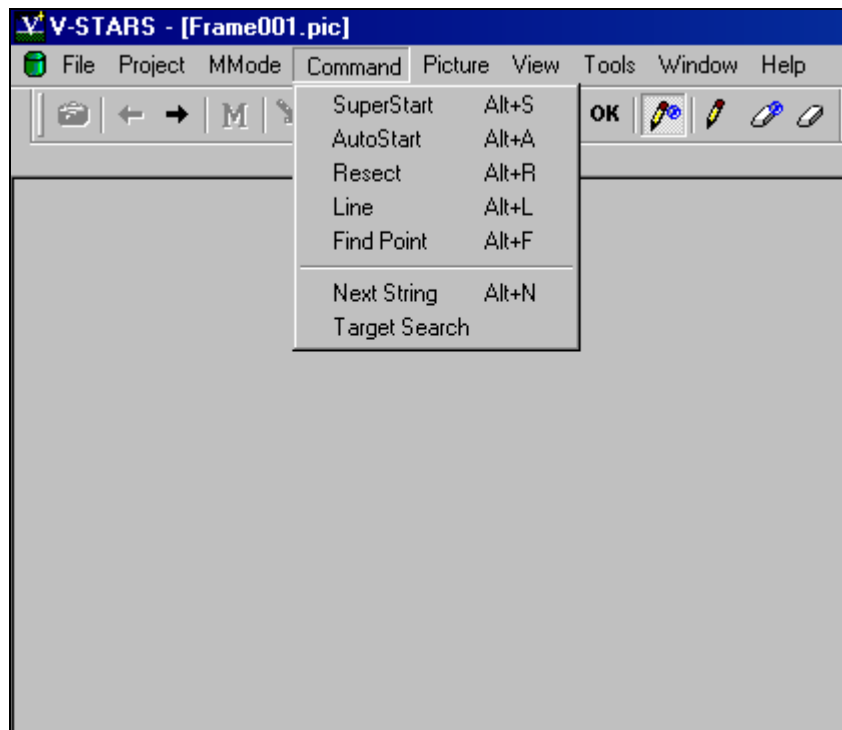 V-STARS - [Frame001.pic]
File Project MMode Command Picture View Tools Window Help
M OK
SuperStart Alt+S
AutoStart Alt+A
Resect Alt+R
Line Alt+L
Find Point Alt+F
Next String Alt+N
Target Search